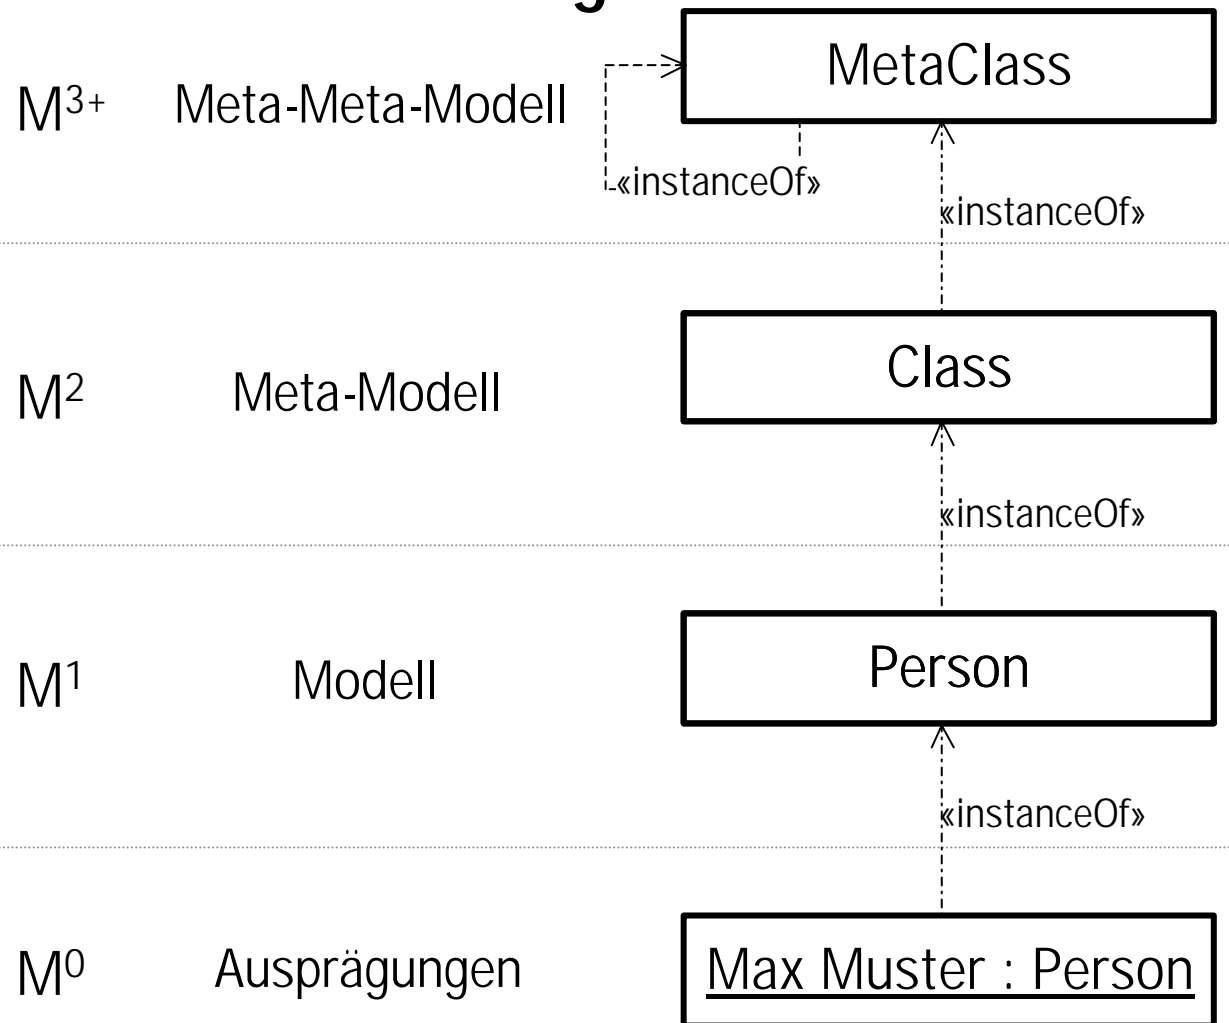 M3+ Meta-Meta-Modell MetaClass
«instanceOf»
«instanceOf»
M2 Meta-Modell Class
«instanceOf»
M1 Modell Person
«instanceOf»
M0 Ausprägungen Max Muster : Person